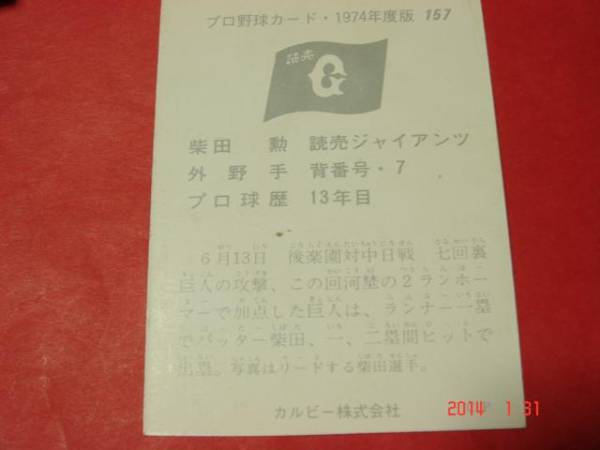 プロ野球カード・1974年度版 157
読売
G
柴田 勲 読売ジャイアンツ
外野手 背番号・7
プロ球歴 13年目
6月13日 後楽園対中日戦 七回裏
巨人の攻撃、この回河埜の2ランホー
マーで加点した巨人は、ランナー一塁
でバッター柴田、一、二塁間ヒットで
出塁。写真はリードする柴田選手。
カルビー株式会社
2014 1 31